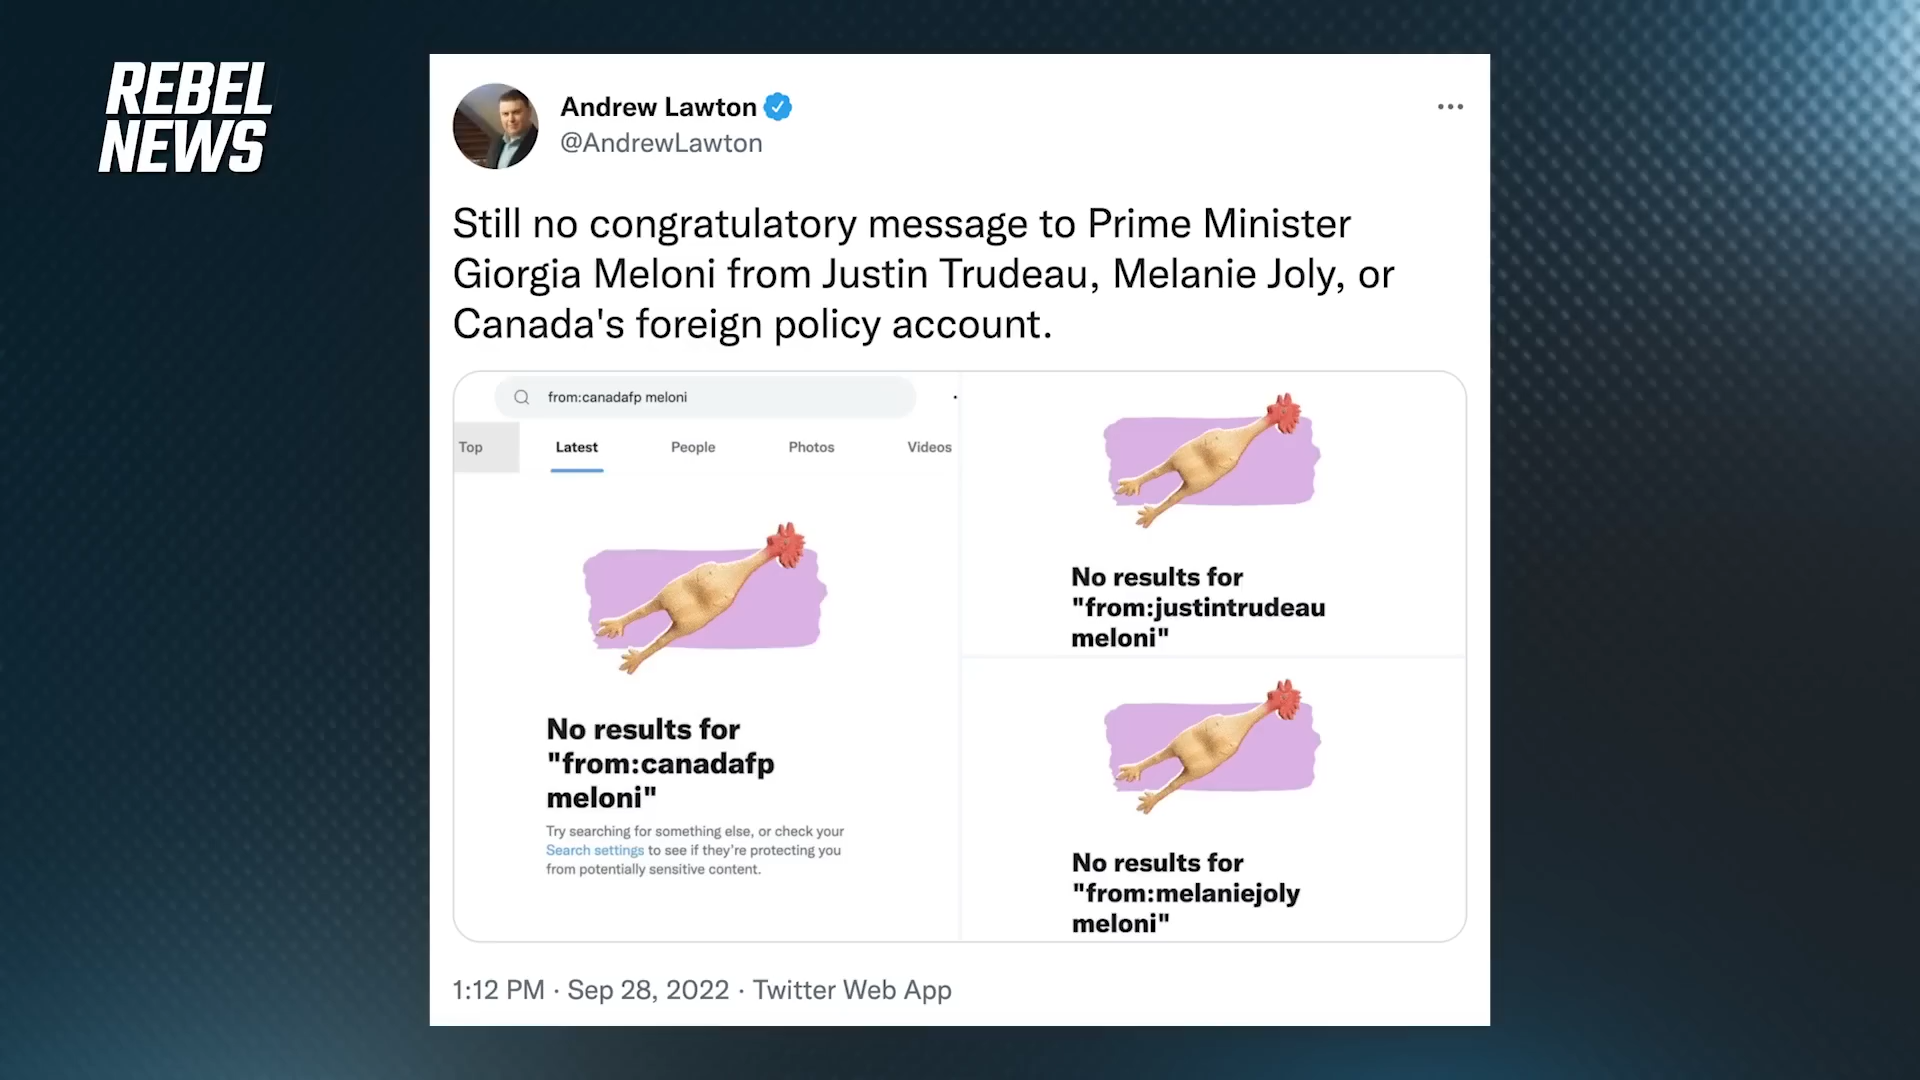 REBEL
NEWS
Andrew Lawton
@AndrewLawton
Still no congratulatory message to Prime Minister
Giorgia Meloni from Justin Trudeau, Melanie Joly, or
Canada's foreign policy account.
from:canadafp meloni
Top Latest People Photos Videos
No results for
"from:canadafp
meloni"
Try searching for something else, or check your
Search settings to see if they're protecting you
from potentially sensitive content.
No results for
"from:justintrudeau
meloni"
No results for
"from:melaniejoly
meloni"
1:12 PM · Sep 28, 2022 · Twitter Web App